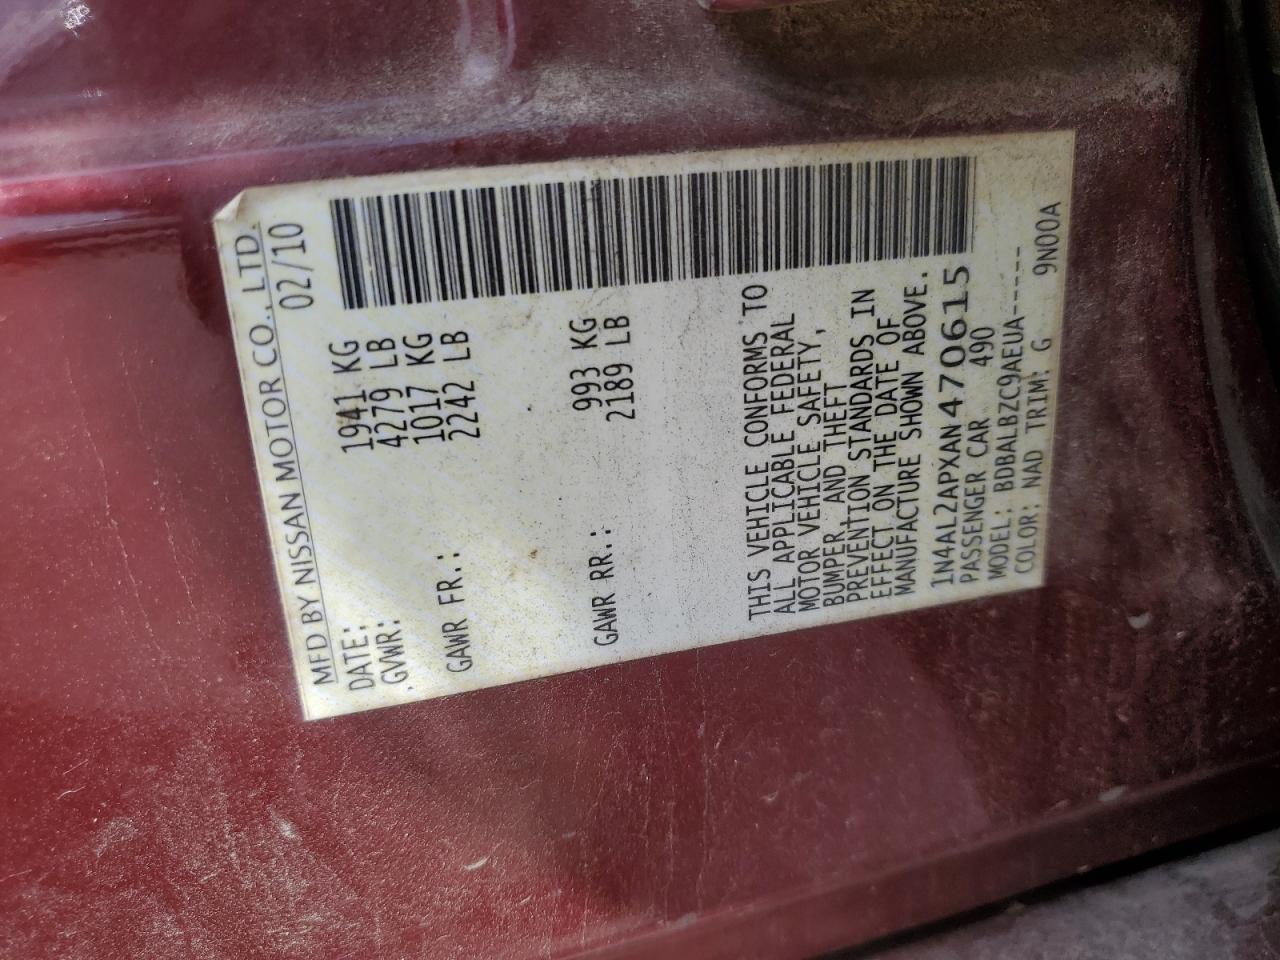 MFD BY NISSAN MOTOR CO., LTD.
DATE: 02/10
GVWR: 1941 KG
4279 LB
GAWR FR.: 1017 KG
2242 LB
GAWR RR.: 993 KG
2189 LB
THIS VEHICLE CONFORMS TO
ALL APPLICABLE FEDERAL
MOTOR VEHICLE SAFETY,
BUMPER, AND THEFT
PREVENTION STANDARDS IN
EFFECT ON THE DATE OF
MANUFACTURE SHOWN ABOVE.
1N4AL2APXAN470615
PASSENGER CAR 490
MODEL: BDBALBZC9AEUA-----
COLOR: NAD TRIM: G 9N00A